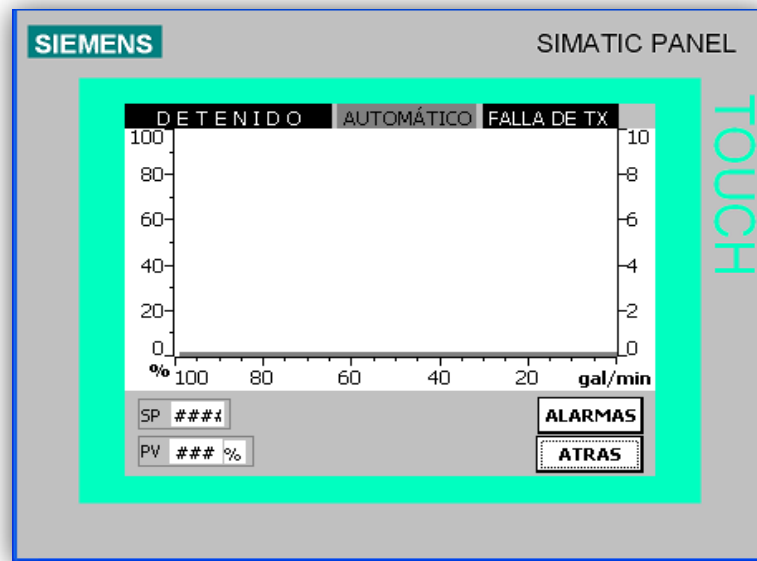 SIEMENS SIMATIC PANEL
TOUCH
DETENIDO AUTOMÁTICO FALLA DE TX
100 10
80 8
60 6
40 4
20 2
0 0
% 100 80 60 40 20 gal/min
SP ####
ALARMAS
PV ### %
ATRAS